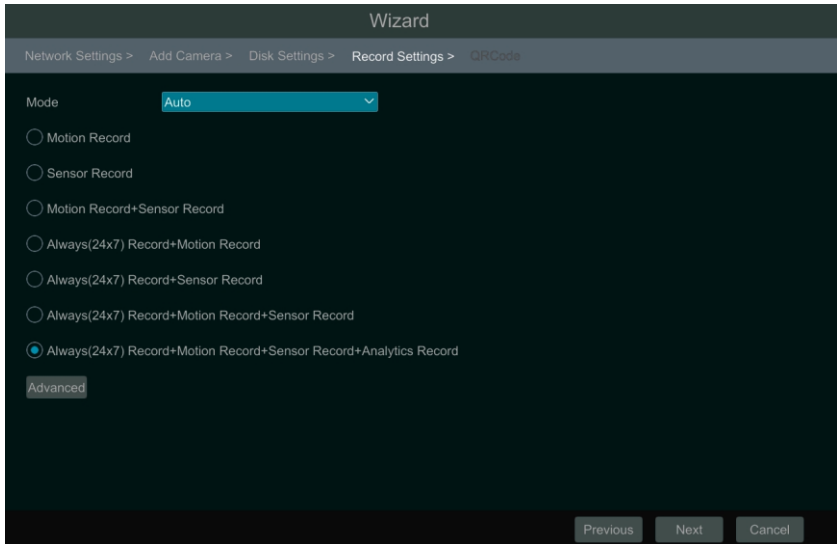 Wizard
Network Settings > Add Camera > Disk Settings > Record Settings > QRCode
Mode Auto
Motion Record
Sensor Record
Motion Record+Sensor Record
Always(24x7) Record+Motion Record
Always(24x7) Record+Sensor Record
Always(24x7) Record+Motion Record+Sensor Record
Always(24x7) Record+Motion Record+Sensor Record+Analytics Record
Advanced
Previous Next Cancel